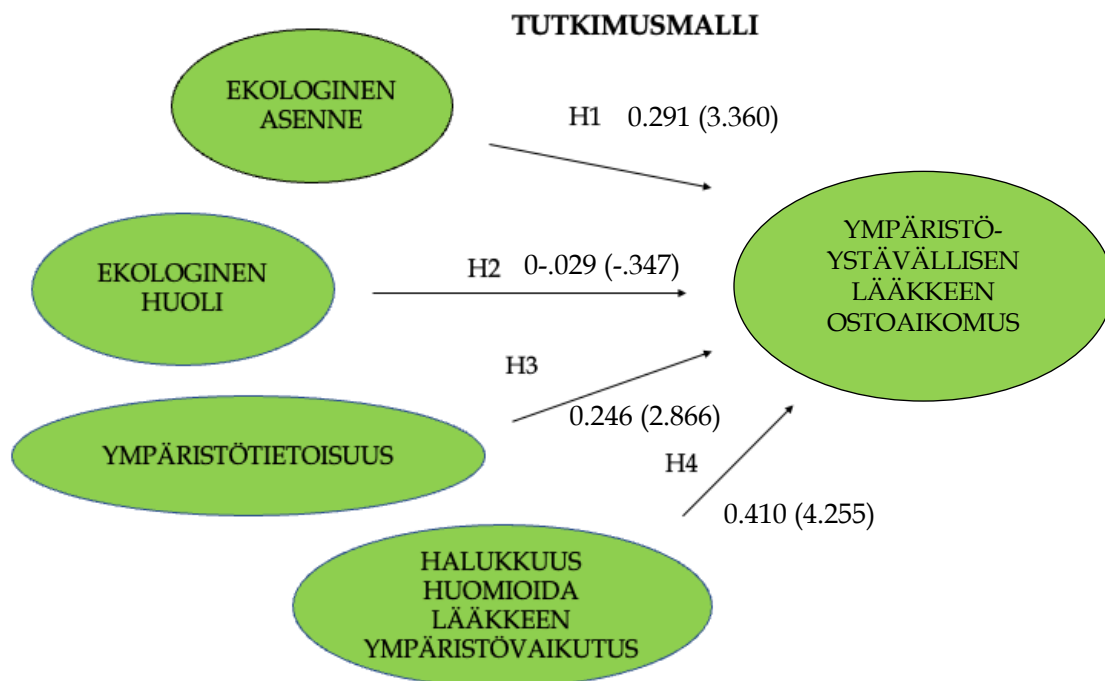 TUTKIMUSMALLI
EKOLOGINEN
ASENNE
H1 0.291 (3.360)
EKOLOGINEN
HUOLI
H2 0-.029 (-.347)
YMPÄRISTÖ-
YSTÄVÄLLISEN
LÄÄKKEEN
OSTOAIKOMUS
H3
0.246 (2.866)
YMPÄRISTÖTIETOISUUS
H4
0.410 (4.255)
HALUKKUUS
HUOMIOIDA
LÄÄKKEEN
YMPÄRISTÖVAIKUTUS